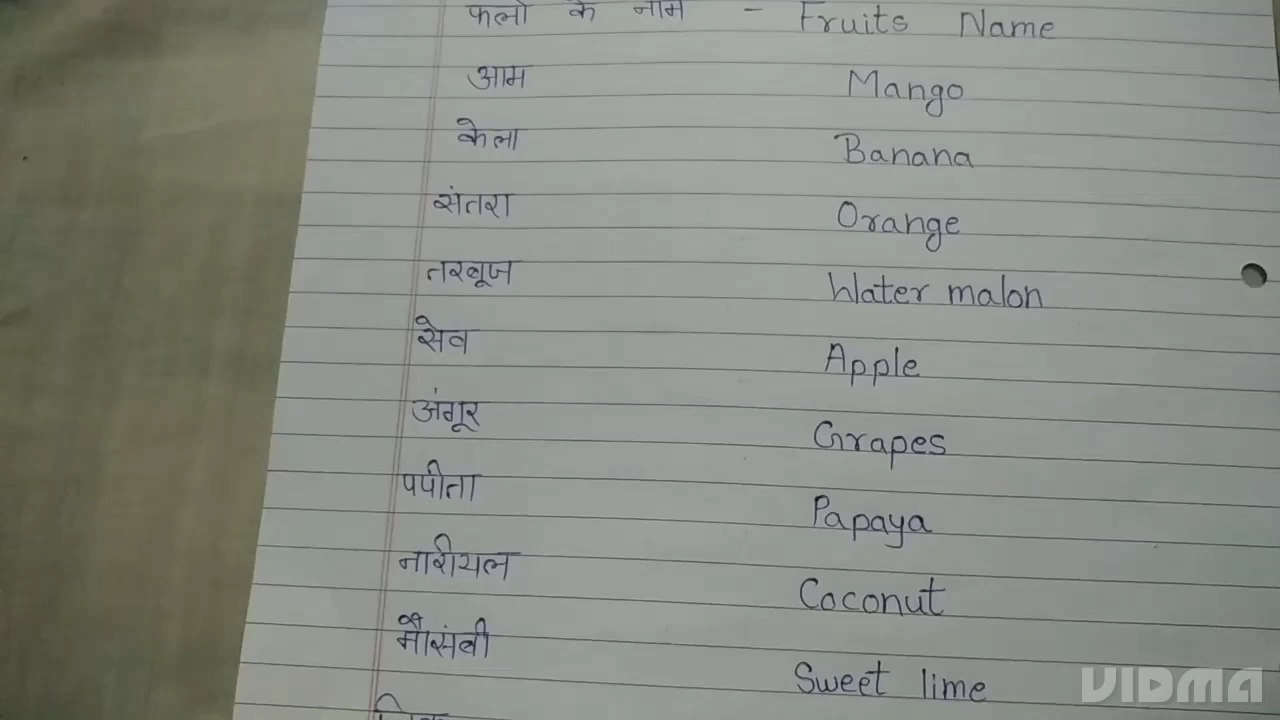 फलो के नाम - Fruits Name
आम Mango
केला Banana
संतरा Orange
तरबूज Water malon
सेव Apple
अंगूर Grapes
पपीता Papaya
नारीयल Coconut
मौसंबी Sweet lime
VIDMA